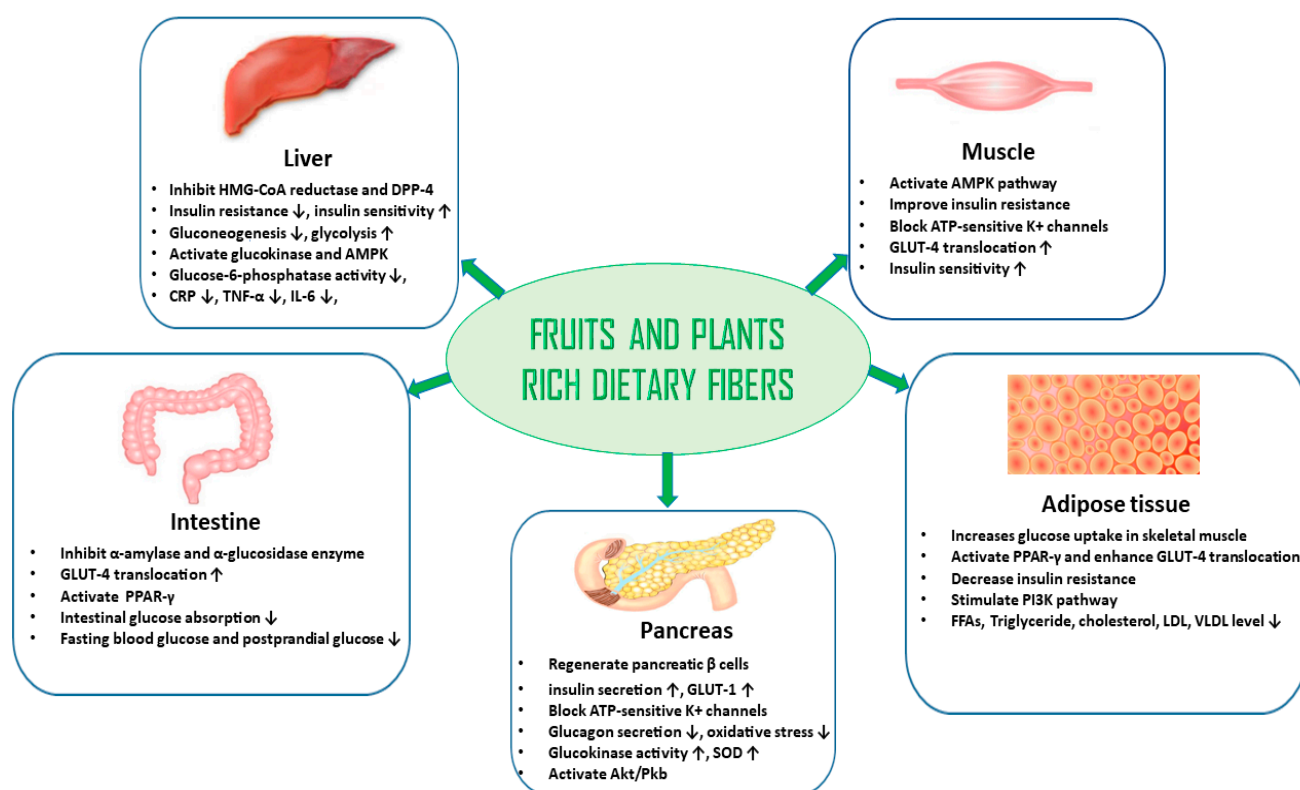 Liver
• Inhibit HMG-CoA reductase and DPP-4
• Insulin resistance ↓, insulin sensitivity ↑
• Gluconeogenesis ↓, glycolysis ↑
• Activate glucokinase and AMPK
• Glucose-6-phosphatase activity ↓,
• CRP ↓, TNF-α ↓, IL-6 ↓,
Muscle
• Activate AMPK pathway
• Improve insulin resistance
• Block ATP-sensitive K+ channels
• GLUT-4 translocation ↑
• Insulin sensitivity ↑
FRUITS AND PLANTS
RICH DIETARY FIBERS
Intestine
• Inhibit α-amylase and α-glucosidase enzyme
• GLUT-4 translocation ↑
• Activate PPAR-γ
• Intestinal glucose absorption ↓
• Fasting blood glucose and postprandial glucose ↓
Pancreas
• Regenerate pancreatic β cells
• insulin secretion ↑, GLUT-1 ↑
• Block ATP-sensitive K+ channels
• Glucagon secretion ↓, oxidative stress ↓
• Glucokinase activity ↑, SOD ↑
• Activate Akt/Pkb
Adipose tissue
• Increases glucose uptake in skeletal muscle
• Activate PPAR-γ and enhance GLUT-4 translocation
• Decrease insulin resistance
• Stimulate PI3K pathway
• FFAs, Triglyceride, cholesterol, LDL, VLDL level ↓